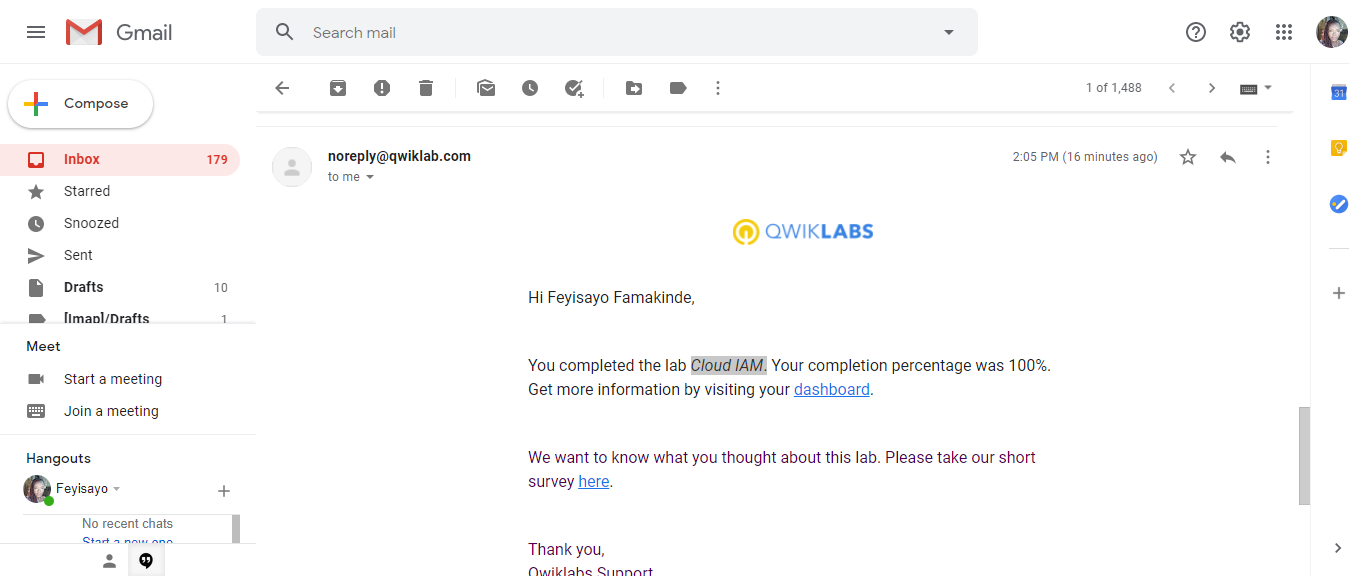 Gmail
Search mail
Compose
1 of 1,488
31
Inbox 179
Starred
Snoozed
Sent
Drafts 10
[Imap]/Drafts 1
Meet
Start a meeting
Join a meeting
Hangouts
Feyisayo
No recent chats
Start a new one
noreply@qwiklab.com
2:05 PM (16 minutes ago)
to me
QWIKLABS
Hi Feyisayo Famakinde,
You completed the lab Cloud IAM. Your completion percentage was 100%.
Get more information by visiting your dashboard.
We want to know what you thought about this lab. Please take our short
survey here.
Thank you,
Qwiklabs Support